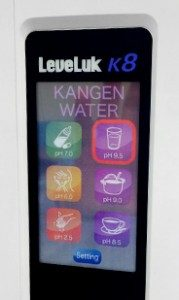 LeveLuk K8
KANGEN
WATER
pH 7.0 pH 9.5
pH 6.0 pH 9.0
pH 2.5 pH 8.5
Setting